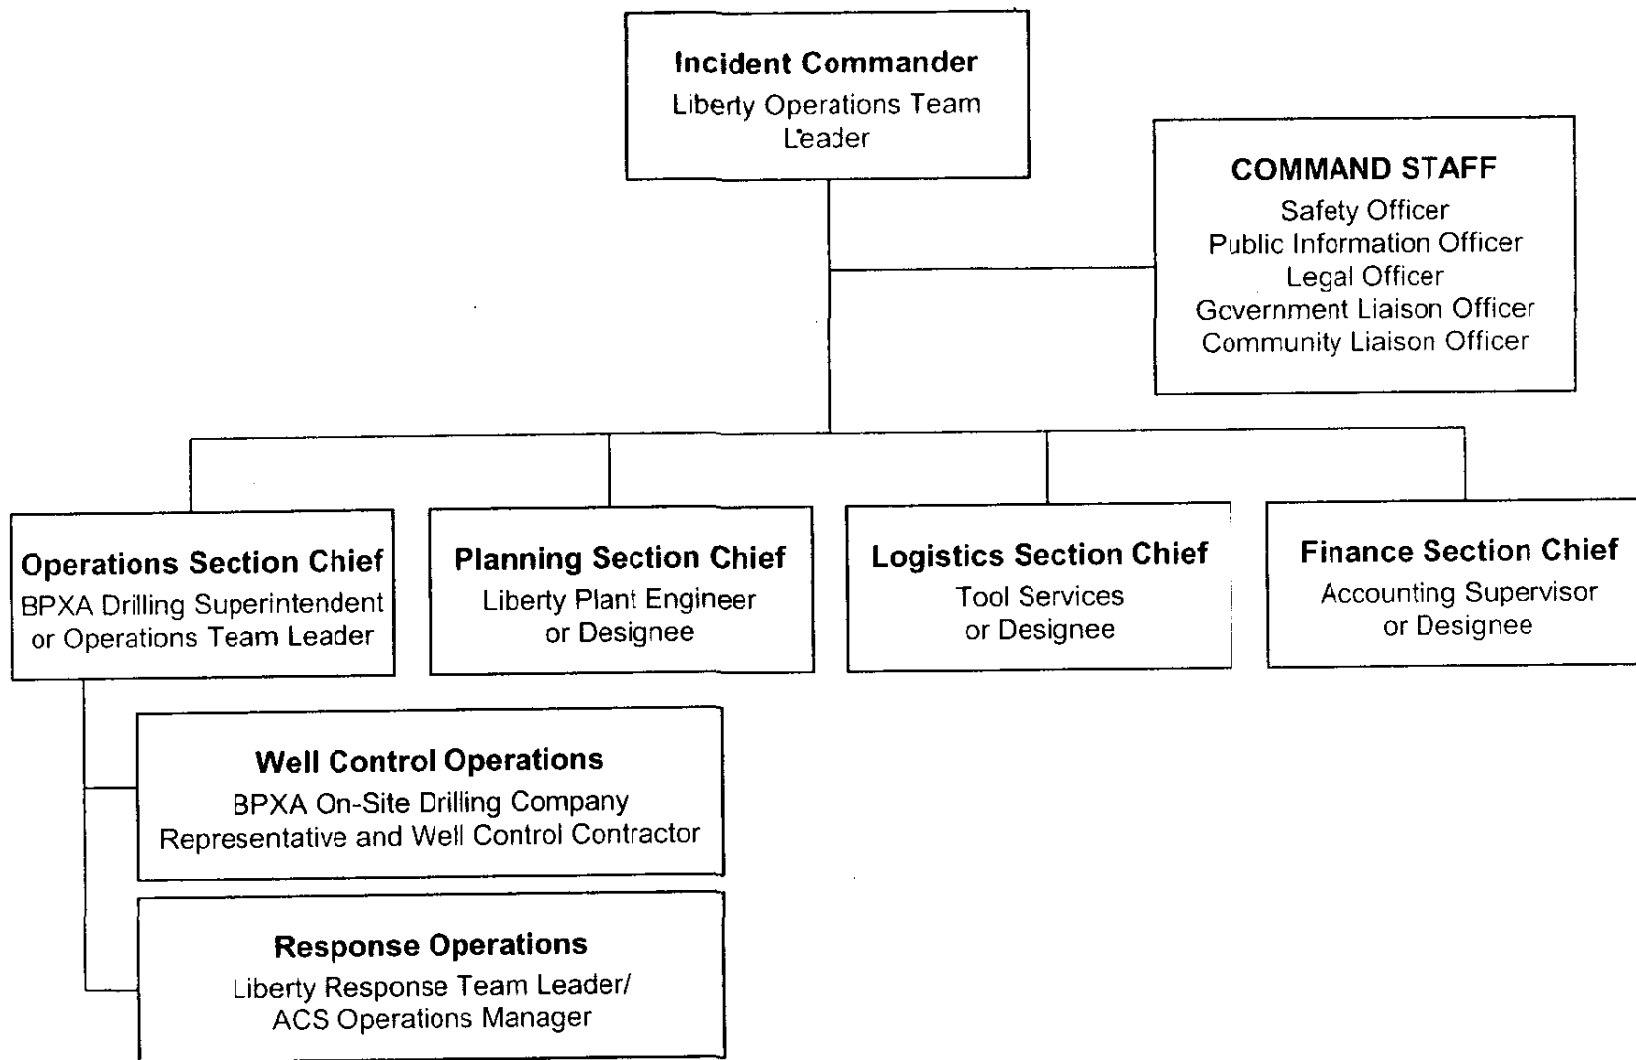 Incident Commander
Liberty Operations Team
Leader
COMMAND STAFF
Safety Officer
Public Information Officer
Legal Officer
Government Liaison Officer
Community Liaison Officer
Operations Section Chief
BPXA Drilling Superintendent
or Operations Team Leader
Planning Section Chief
Liberty Plant Engineer
or Designee
Logistics Section Chief
Tool Services
or Designee
Finance Section Chief
Accounting Supervisor
or Designee
Well Control Operations
BPXA On-Site Drilling Company
Representative and Well Control Contractor
Response Operations
Liberty Response Team Leader/
ACS Operations Manager